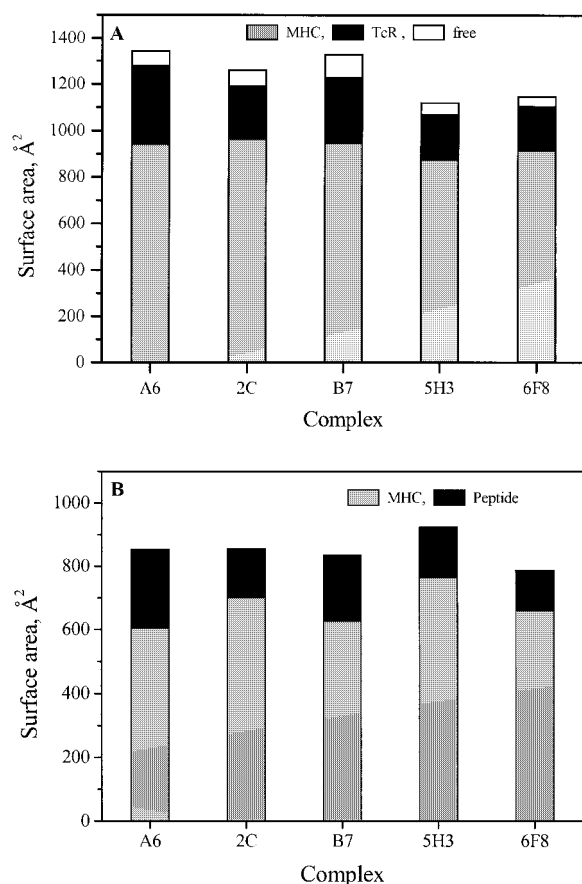 A
MHC, TcR, free
Surface area, Å²
1400
1200
1000
800
600
400
200
0
A6 2C B7 5H3 6F8
Complex
B
MHC, Peptide
Surface area, Å²
1000
800
600
400
200
0
A6 2C B7 5H3 6F8
Complex